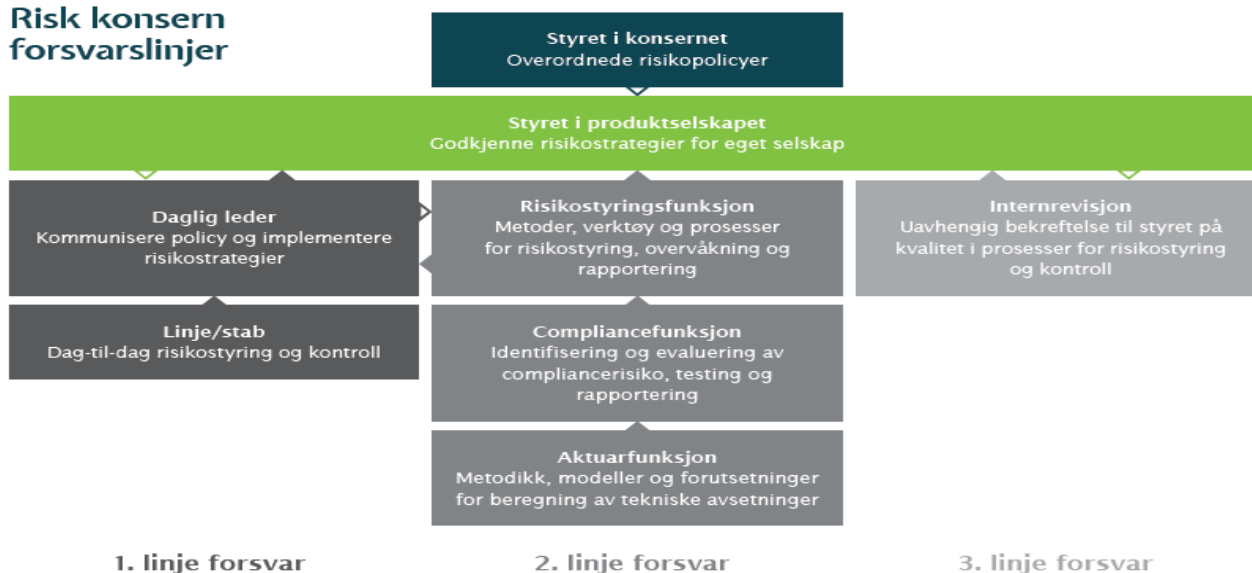 Risk konsern
forsvarslinjer
Styret i konsernet
Overordnede risikopolicyer
Styret i produktselskapet
Godkjenne risikostrategier for eget selskap
Daglig leder
Kommunisere policy og implementere
risikostrategier
Linje/stab
Dag-til-dag risikostyring og kontroll
Risikostyringsfunksjon
Metoder, verktøy og prosesser
for risikostyring, overvåkning og
rapportering
Compliancefunksjon
Identifisering og evaluering av
compliancerisiko, testing og
rapportering
Aktuarfunksjon
Metodikk, modeller og forutsetninger
for beregning av tekniske avsetninger
Internrevisjon
Uavhengig bekreftelse til styret på
kvalitet i prosesser for risikostyring
og kontroll
1. linje forsvar
2. linje forsvar
3. linje forsvar